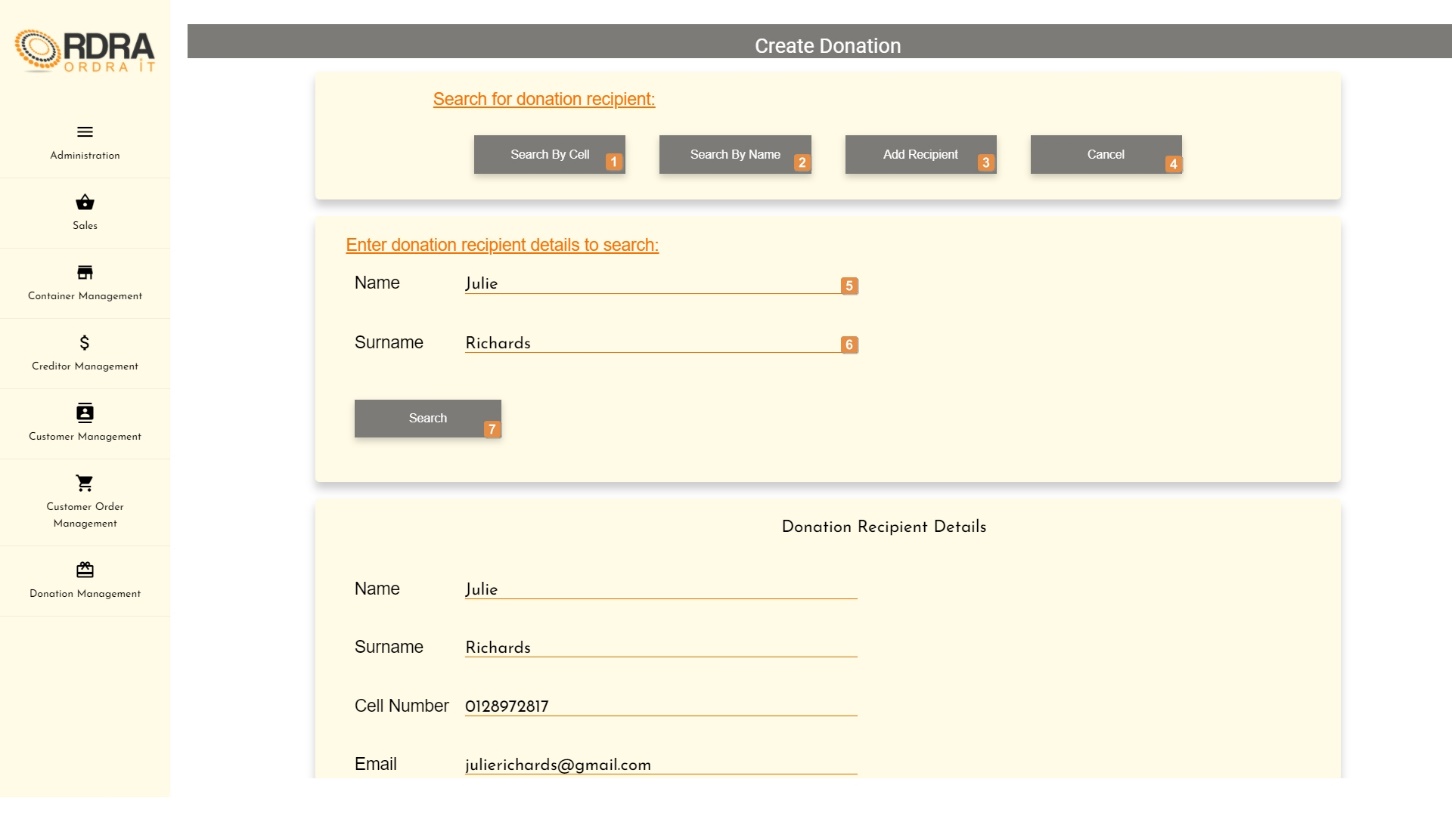 RDRA
ORDRA IT
Administration
Sales
Container Management
Creditor Management
Customer Management
Customer Order
Management
Donation Management
Create Donation
Search for donation recipient:
Search By Cell 1 Search By Name 2 Add Recipient 3 Cancel 4
Enter donation recipient details to search:
Name Julie 5
Surname Richards 6
Search 7
Donation Recipient Details
Name Julie
Surname Richards
Cell Number 0128972817
Email julierichards@gmail.com